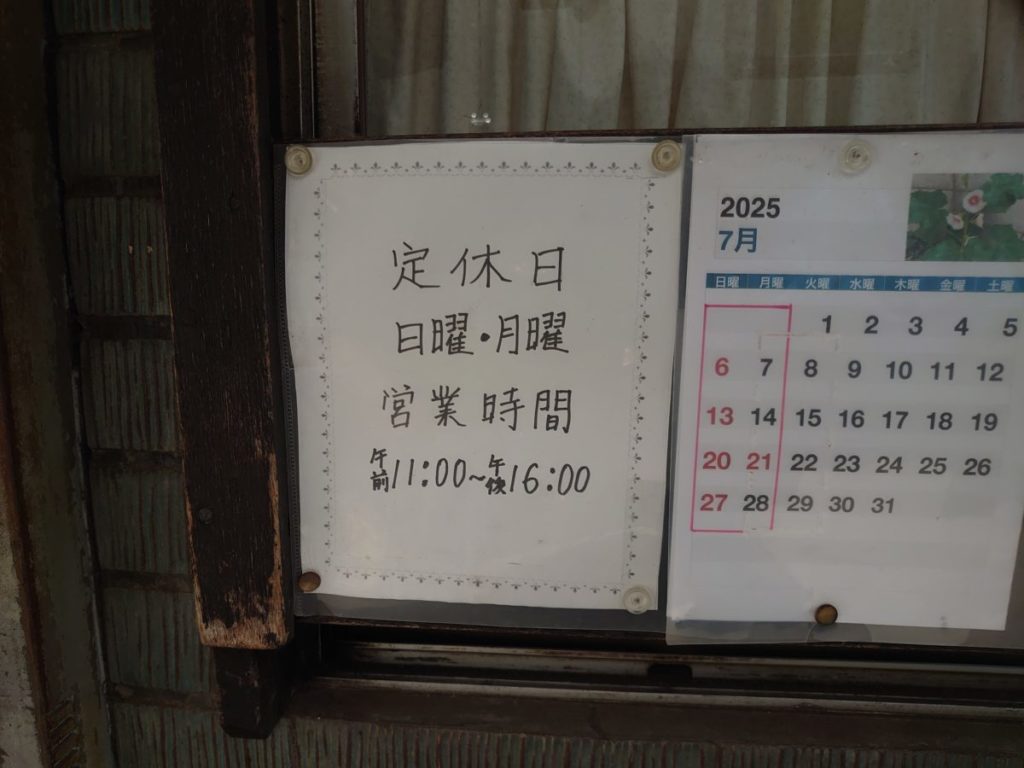 定休日
日曜・月曜
営業時間
午前11:00~午後16:00
2025
7月
日曜 月曜 火曜 水曜 木曜 金曜 土曜
1 2 3 4 5
6 7 8 9 10 11 12
13 14 15 16 17 18 19
20 21 22 23 24 25 26
27 28 29 30 31